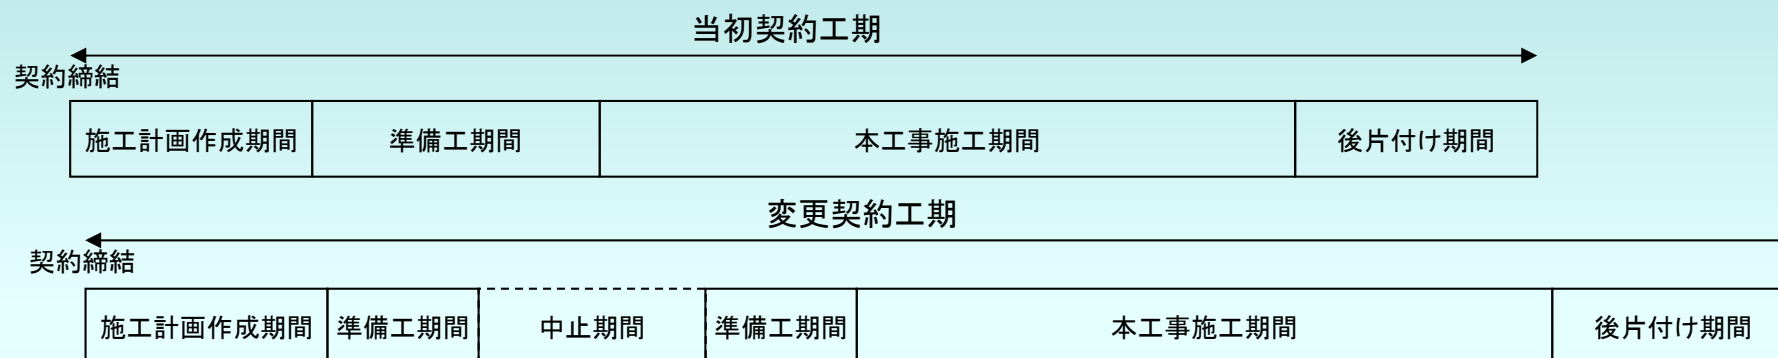 当初契約工期
契約締結
施工計画作成期間 準備工期間 本工事施工期間 後片付け期間
変更契約工期
契約締結
施工計画作成期間 準備工期間 中止期間 準備工期間 本工事施工期間 後片付け期間